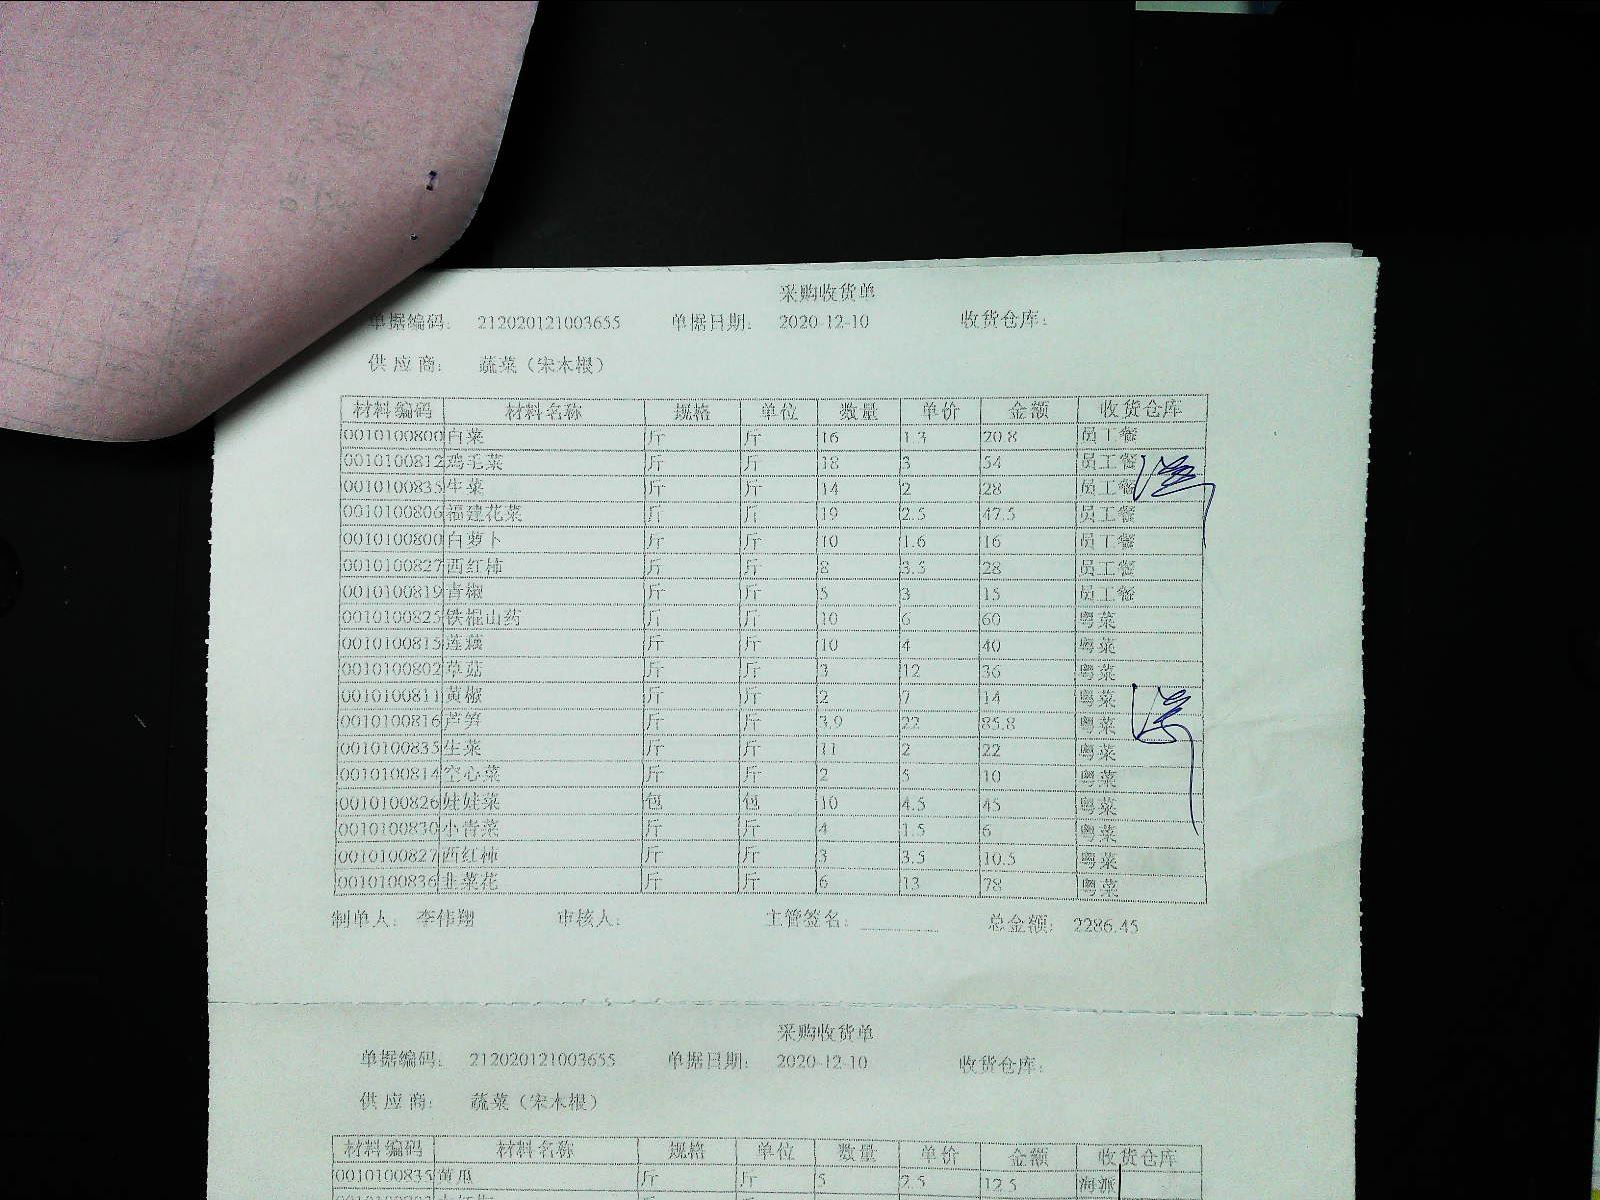 采购收货单
单据编码： 212020121003655 单据日期： 2020-12-10 收货仓库：
供 应 商： 蔬菜（宋木根）
材料编码 材料名称 规格 单位 数量 单价 金额 收货仓库
0010100800 白菜 斤 斤 16 1.3 20.8 员工餐
0010100812 鸡毛菜 斤 斤 18 3 54 员工餐
0010100835 生菜 斤 斤 14 2 28 员工餐
0010100806 福建花菜 斤 斤 19 2.5 47.5 员工餐
0010100800 白萝卜 斤 斤 10 1.6 16 员工餐
0010100827 西红柿 斤 斤 8 3.5 28 员工餐
0010100819 青椒 斤 斤 5 3 15 员工餐
0010100825 铁棍山药 斤 斤 10 6 60 粤菜
0010100815 莲藕 斤 斤 10 4 40 粤菜
0010100802 草菇 斤 斤 3 12 36 粤菜
0010100811 黄椒 斤 斤 2 7 14 粤菜
0010100816 芦笋 斤 斤 3.9 22 85.8 粤菜
0010100835 生菜 斤 斤 11 2 22 粤菜
0010100814 空心菜 斤 斤 2 5 10 粤菜
0010100826 娃娃菜 包 包 10 4.5 45 粤菜
0010100830 小青菜 斤 斤 4 1.5 6 粤菜
0010100827 西红柿 斤 斤 3 3.5 10.5 粤菜
0010100836 韭菜花 斤 斤 6 13 78 粤菜
制单人： 李伟翔 审核人： 主管签名： 总金额： 2286.45
采购收货单
单据编码： 212020121003655 单据日期： 2020-12-10 收货仓库：
供 应 商： 蔬菜（宋木根）
材料编码 材料名称 规格 单位 数量 单价 金额 收货仓库
0010100835 黄瓜 斤 斤 5 2.5 12.5 海派